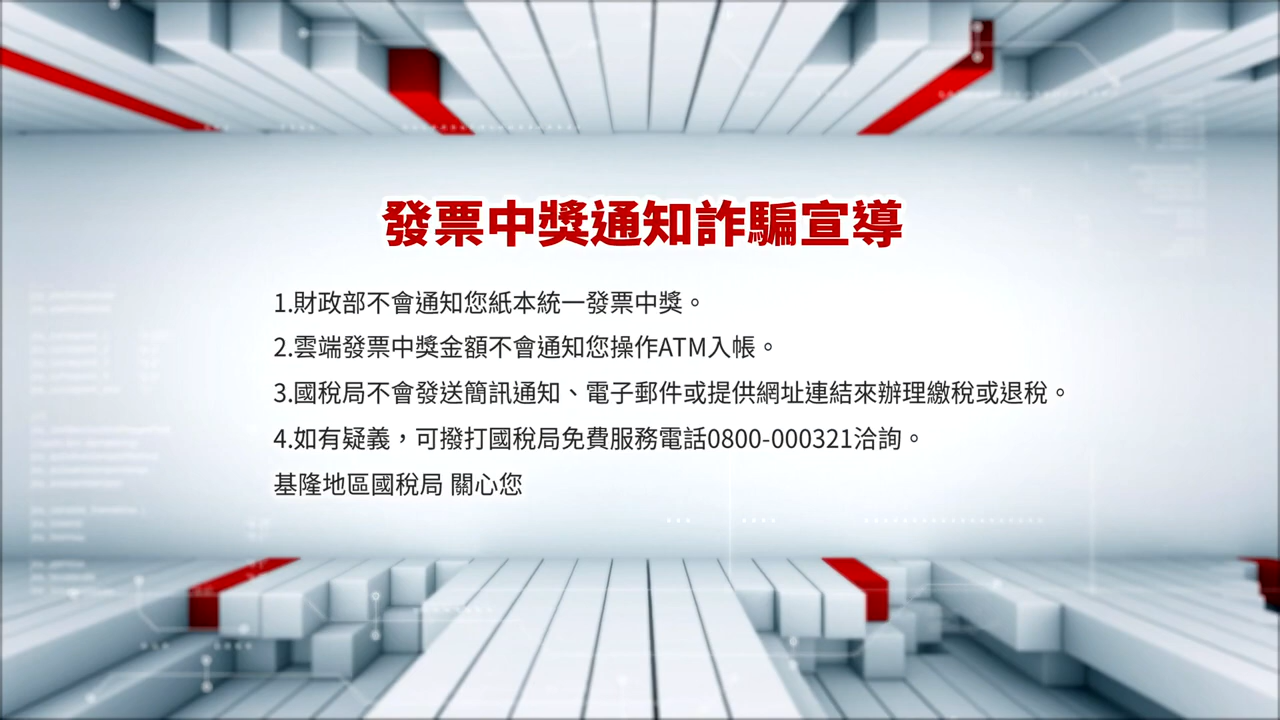 發票中獎通知詐騙宣導
1.財政部不會通知您紙本統一發票中獎。
2.雲端發票中獎金額不會通知您操作ATM入帳。
3.國稅局不會發送簡訊通知、電子郵件或提供網址連結來辦理繳稅或退稅。
4.如有疑義，可撥打國稅局免費服務電話0800-000321洽詢。
基隆地區國稅局 關心您